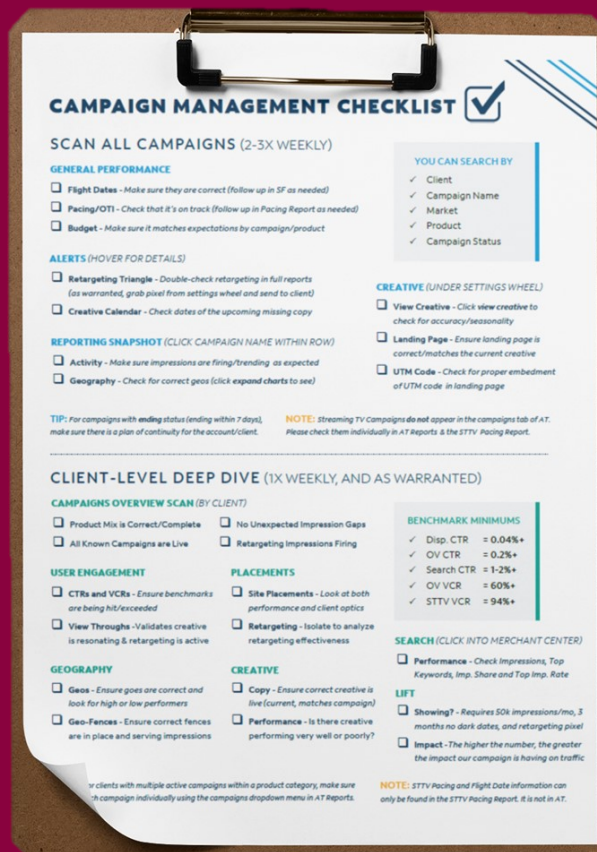 CAMPAIGN MANAGEMENT CHECKLIST
SCAN ALL CAMPAIGNS (2-3X WEEKLY)
GENERAL PERFORMANCE
Flight Dates - Make sure they are correct (follow up in SF as needed)
Pacing/OTI - Check that it's on track (follow up in Pacing Report as needed)
Budget - Make sure it matches expectations by campaign/product
YOU CAN SEARCH BY
✓ Client
✓ Campaign Name
✓ Market
✓ Product
✓ Campaign Status
ALERTS (HOVER FOR DETAILS)
Retargeting Triangle - Double-check retargeting in full reports
(as warranted, grab pixel from settings wheel and send to client)
Creative Calendar - Check dates of the upcoming missing copy
REPORTING SNAPSHOT (CLICK CAMPAIGN NAME WITHIN ROW)
Activity - Make sure impressions are firing/trending as expected
Geography - Check for correct geos (click expand charts to see)
CREATIVE (UNDER SETTINGS WHEEL)
View Creative - Click view creative to
check for accuracy/seasonality
Landing Page - Ensure landing page is
correct/matches the current creative
UTM Code - Check for proper embedment
of UTM code in landing page
TIP: For campaigns with ending status (ending within 7 days),
make sure there is a plan of continuity for the account/client.
NOTE: Streaming TV Campaigns do not appear in the campaigns tab of AT.
Please check them individually in AT Reports & the STTV Pacing Report.
CLIENT-LEVEL DEEP DIVE (1X WEEKLY, AND AS WARRANTED)
CAMPAIGNS OVERVIEW SCAN (BY CLIENT)
Product Mix is Correct/Complete
No Unexpected Impression Gaps
All Known Campaigns are Live
Retargeting Impressions Firing
BENCHMARK MINIMUMS
✓ Disp. CTR = 0.04%+
✓ OV CTR = 0.2%+
✓ Search CTR = 1-2%+
✓ OV VCR = 60%+
✓ STTV VCR = 94%+
USER ENGAGEMENT
CTRs and VCRs - Ensure benchmarks
are being hit/exceeded
View Throughs -Validates creative
is resonating & retargeting is active
PLACEMENTS
Site Placements - Look at both
performance and client optics
Retargeting - Isolate to analyze
retargeting effectiveness
GEOGRAPHY
Geos - Ensure goes are correct and
look for high or low performers
Geo-Fences - Ensure correct fences
are in place and serving impressions
CREATIVE
Copy - Ensure correct creative is
live (current, matches campaign)
Performance - Is there creative
performing very well or poorly?
SEARCH (CLICK INTO MERCHANT CENTER)
Performance - Check Impressions, Top
Keywords, Imp. Share and Top Imp. Rate
LIFT
Showing? - Requires 50k impressions/mo, 3
months no dark dates, and retargeting pixel
Impact -The higher the number, the greater
the impact our campaign is having on traffic
clients with multiple active campaigns within a product category, make sure
campaign individually using the campaigns dropdown menu in AT Reports.
NOTE: STTV Pacing and Flight Date information can
only be found in the STTV Pacing Report. It is not in AT.